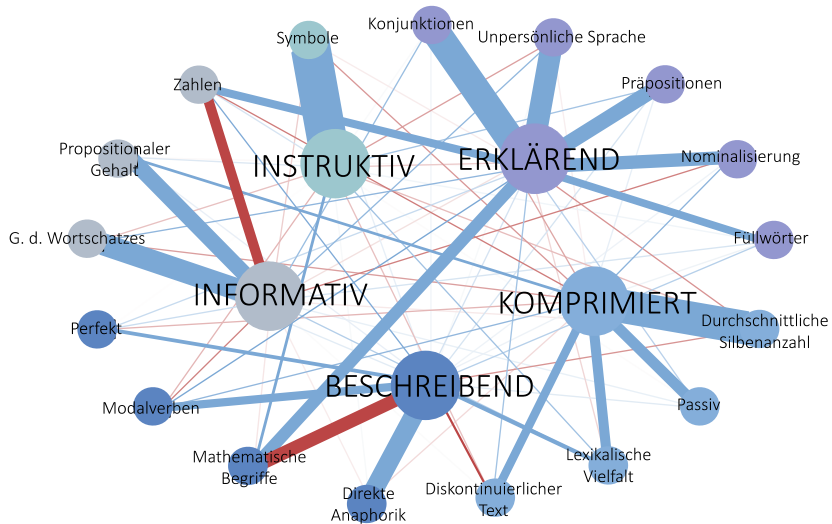 Konjunktionen
Unpersönliche Sprache
Symbole
Zahlen
Präpositionen
Propositionaler
Gehalt
INSTRUKTIV
ERKLÄREND
Nominalisierung
G. d. Wortschatzes
Füllwörter
INFORMATIV
KOMPRIMIERT
Perfekt
Durchschnittliche
Silbenanzahl
BESCHREIBEND
Modalverben
Passiv
Mathematische
Begriffe
Lexikalische
Vielfalt
Direkte
Anaphorik
Diskontinuierlicher
Text